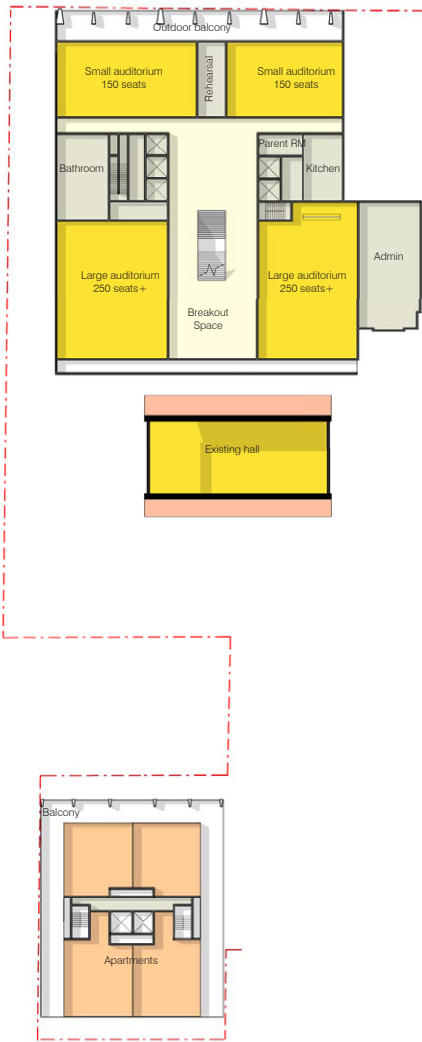 Outdoor balcony
Small auditorium
150 seats
Rehearsal
Small auditorium
150 seats
Bathroom
Parent RM
Kitchen
Large auditorium
250 seats+
Large auditorium
250 seats+
Admin
Breakout
Space
Existing hall
Balcony
Apartments